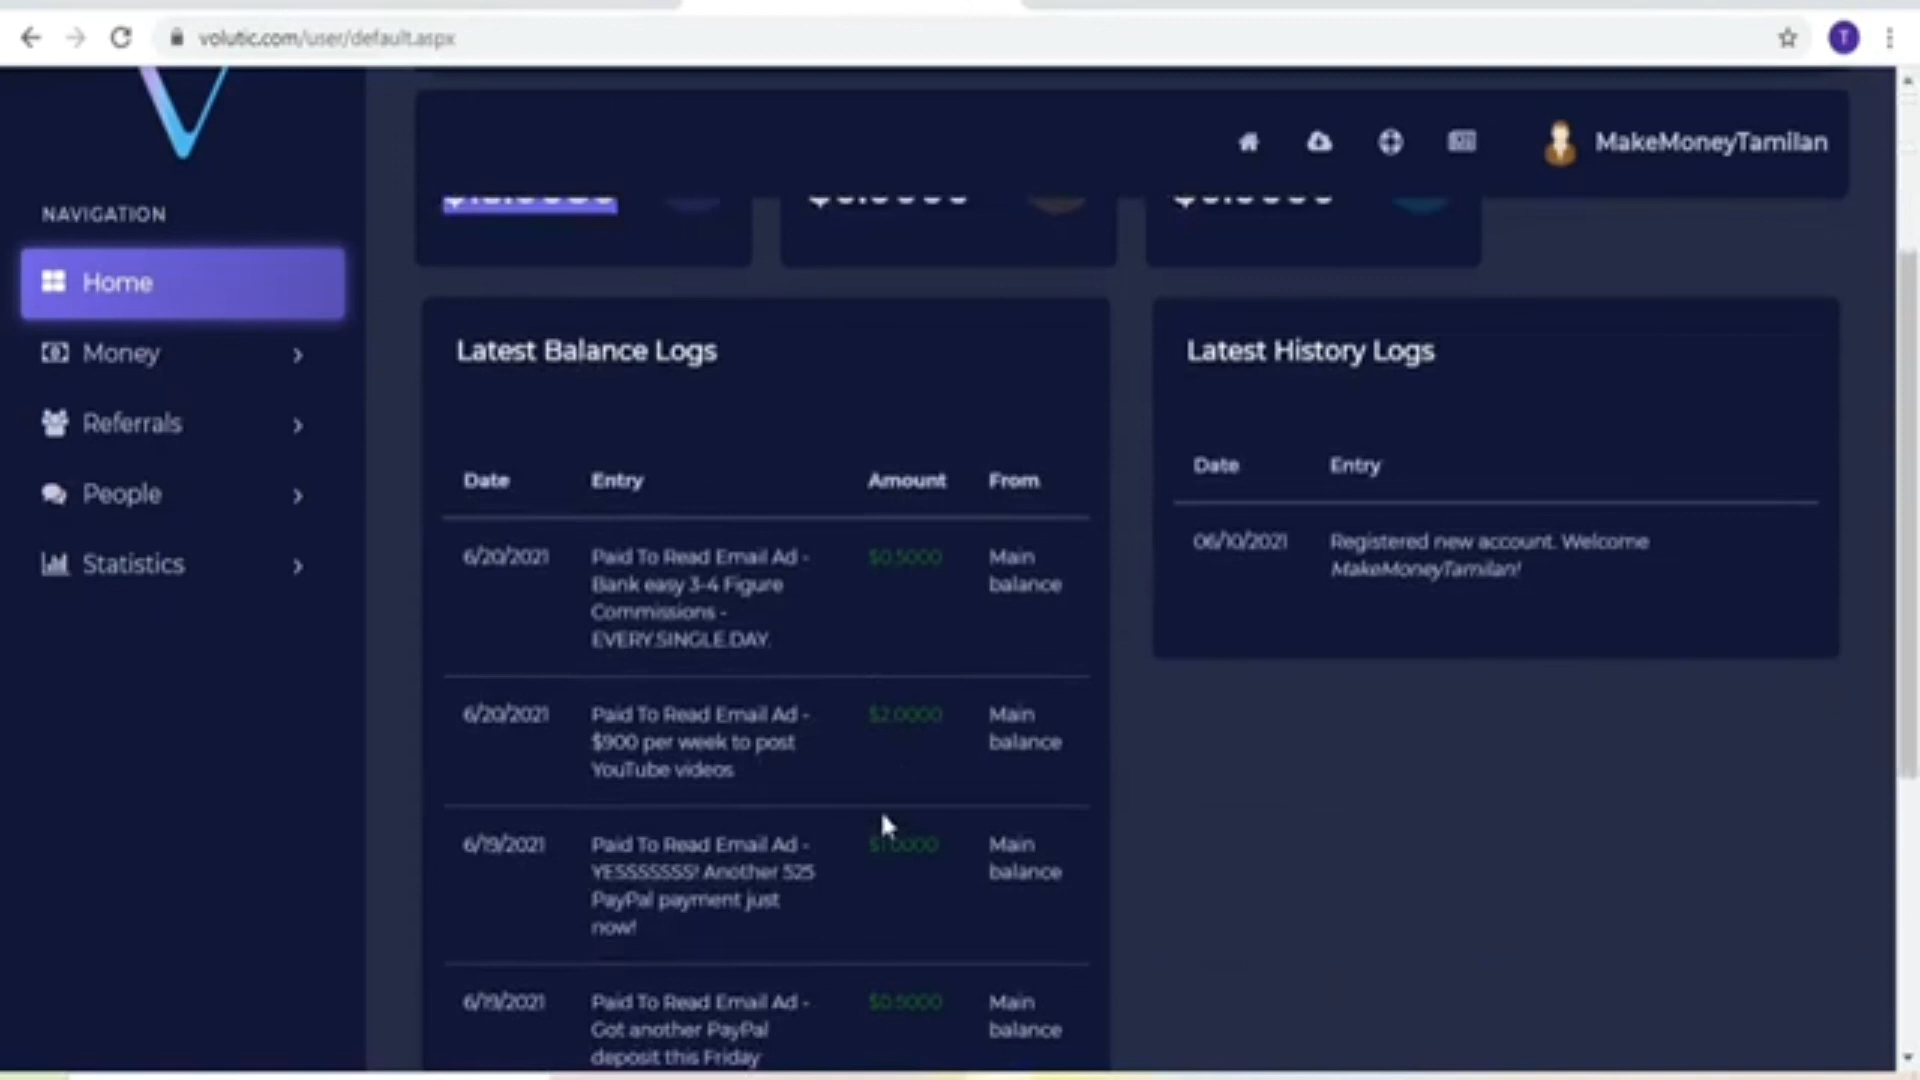 volutic.com/user/default.aspx
T
MakeMoneyTamilan
NAVIGATION
Home
Money
Referrals
People
Statistics
Latest Balance Logs
Date Entry Amount From
6/20/2021 Paid To Read Email Ad - $0.5000 Main
Bank easy 3-4 Figure balance
Commissions -
EVERY.SINGLE.DAY.
6/20/2021 Paid To Read Email Ad - $2.0000 Main
$900 per week to post balance
YouTube videos
6/19/2021 Paid To Read Email Ad - $1.0000 Main
YESSSSSSS! Another 525 balance
PayPal payment just
now!
6/19/2021 Paid To Read Email Ad - $0.5000 Main
Got another PayPal balance
deposit this Friday
Latest History Logs
Date Entry
06/10/2021 Registered new account. Welcome
MakeMoneyTamilan!